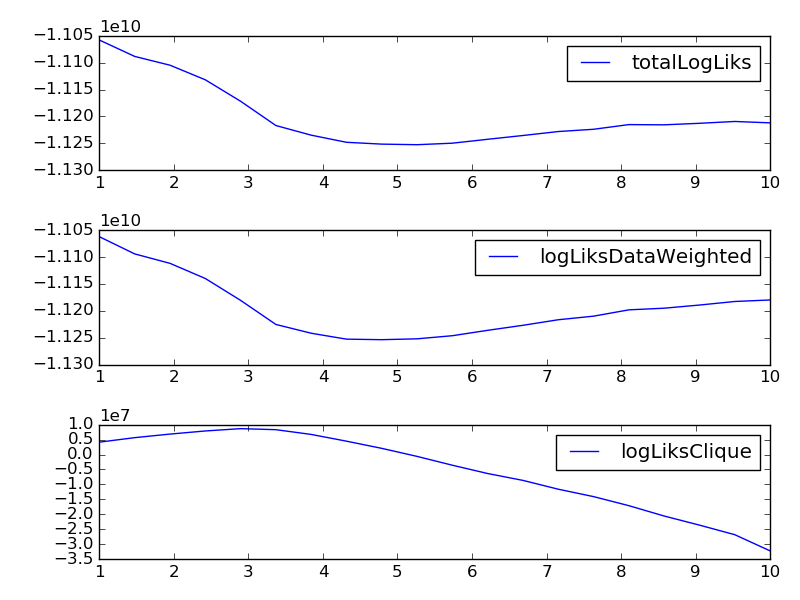 1e10
−1.105
−1.110
−1.115
−1.120
−1.125
−1.130
totalLogLiks
1 2 3 4 5 6 7 8 9 10
1e10
−1.105
−1.110
−1.115
−1.120
−1.125
−1.130
logLiksDataWeighted
1 2 3 4 5 6 7 8 9 10
1e7
1.0
0.5
0.0
−0.5
−1.0
−1.5
−2.0
−2.5
−3.0
−3.5
logLiksClique
1 2 3 4 5 6 7 8 9 10